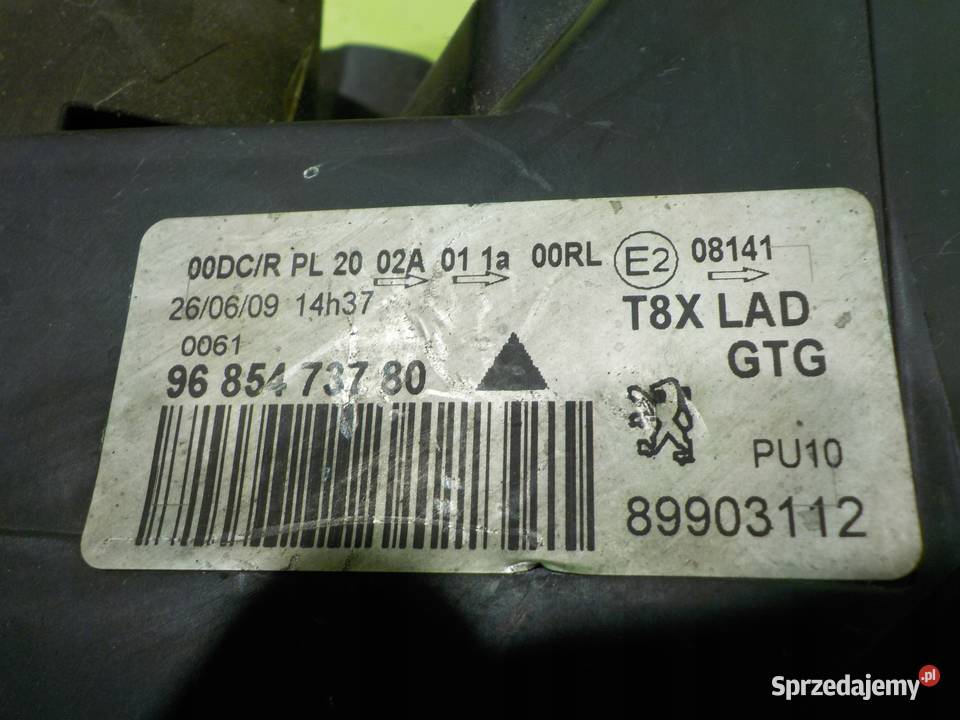 00DC/R PL 20 02A 01 1a 00RL E2 08141
26/06/09 14h37
T8X LAD
0061
GTG
96 854 737 80
PU10
89903112
Sprzedajemy.pl